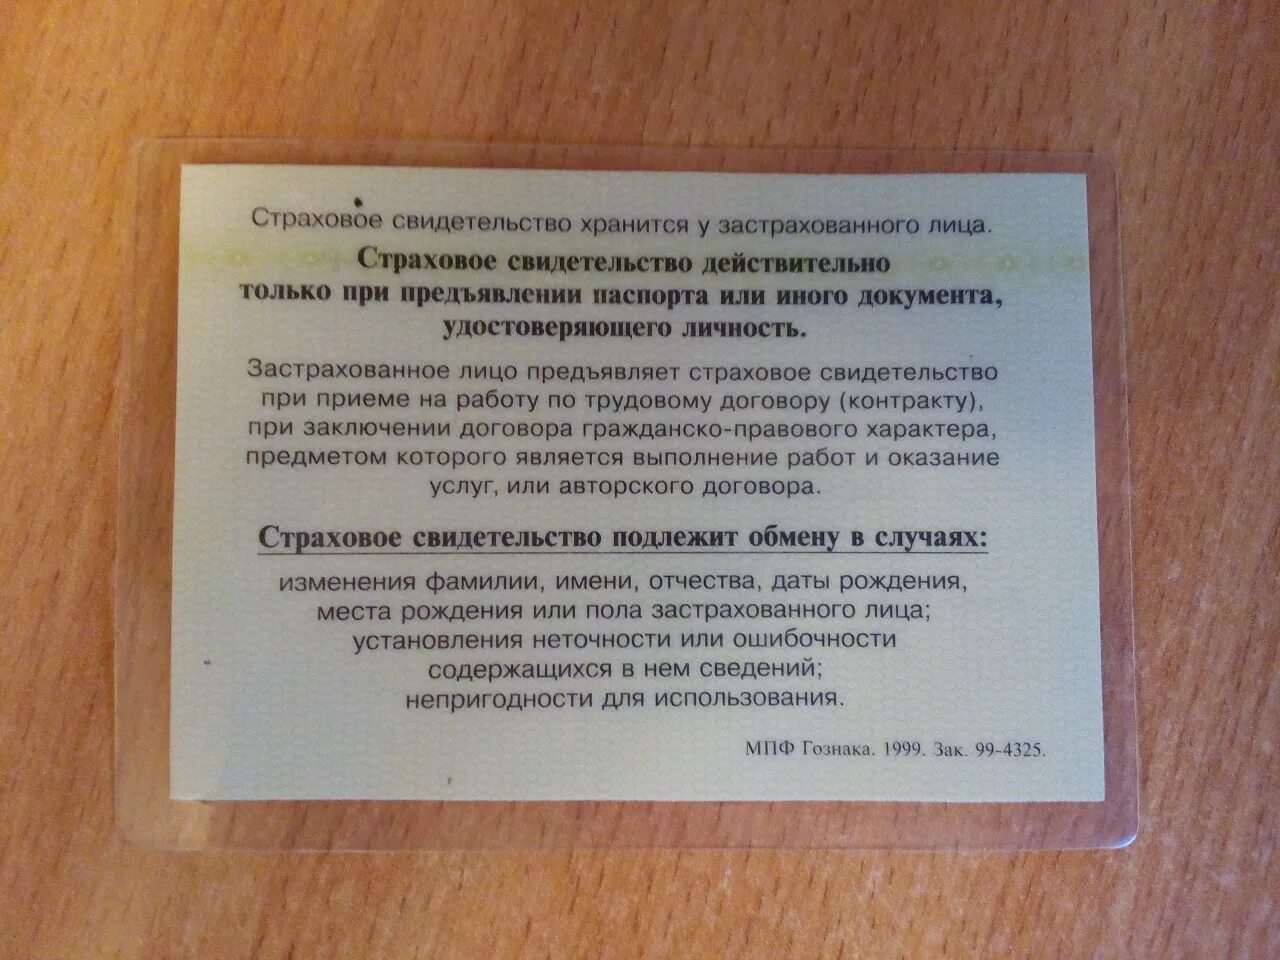 Страховое свидетельство хранится у застрахованного лица.
Страховое свидетельство действительно
только при предъявлении паспорта или иного документа,
удостоверяющего личность.
Застрахованное лицо предъявляет страховое свидетельство
при приеме на работу по трудовому договору (контракту),
при заключении договора гражданско-правового характера,
предметом которого является выполнение работ и оказание
услуг, или авторского договора.
Страховое свидетельство подлежит обмену в случаях:
изменения фамилии, имени, отчества, даты рождения,
места рождения или пола застрахованного лица;
установления неточности или ошибочности
содержащихся в нем сведений;
непригодности для использования.
МПФ Гознака. 1999. Зак. 99-4325.